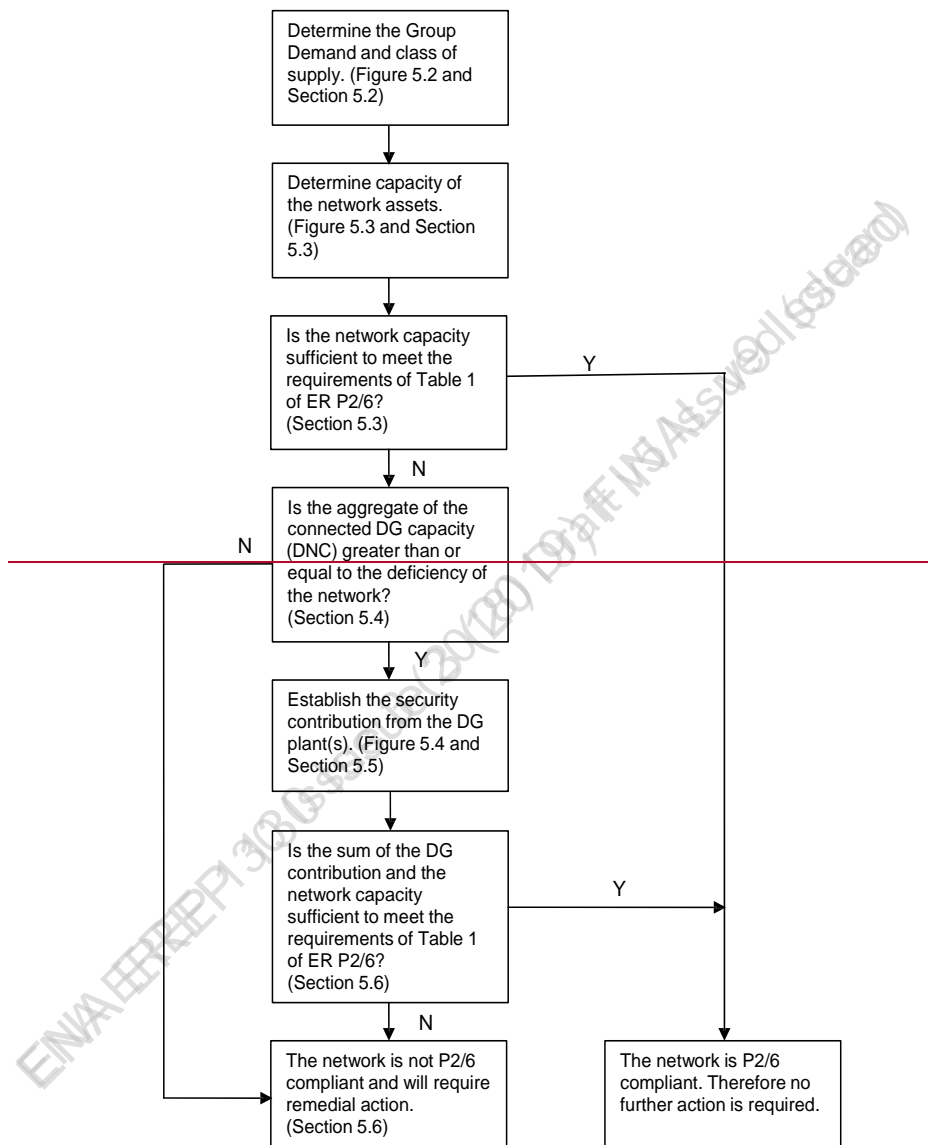 Determine the Group
Demand and class of
supply. (Figure 5.2 and
Section 5.2)
Determine capacity of
the network assets.
(Figure 5.3 and Section
5.3)
Is the network capacity
sufficient to meet the
requirements of Table 1
of ER P2/6?
(Section 5.3)
Y
N
Is the aggregate of the
connected DG capacity
(DNC) greater than or
equal to the deficiency of
the network?
(Section 5.4)
N
Y
Establish the security
contribution from the DG
plant(s). (Figure 5.4 and
Section 5.5)
Is the sum of the DG
contribution and the
network capacity
sufficient to meet the
requirements of Table 1
of ER P2/6?
(Section 5.6)
Y
N
The network is not P2/6
compliant and will require
remedial action.
(Section 5.6)
The network is P2/6
compliant. Therefore no
further action is required.